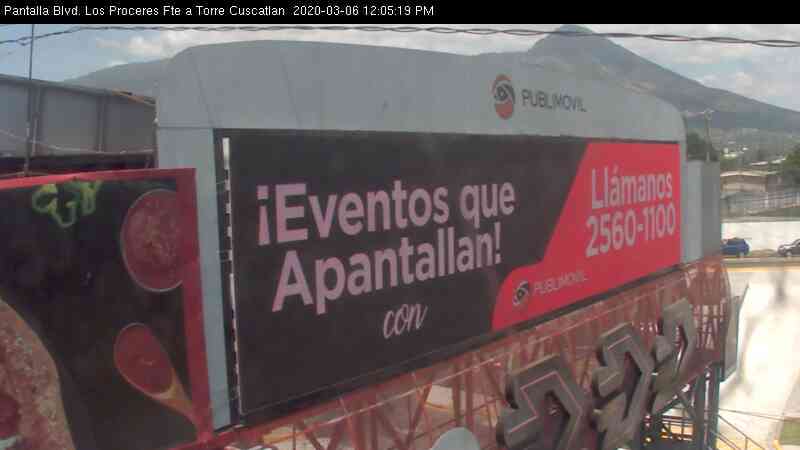 Pantalla Blvd. Los Proceres Fte a Torre Cuscatlan 2020-03-06 12:05:19 PM
PUBLIMOVIL
¡Eventos que
Apantallan!
con
Llámanos
2560-1100
PUBLIMOVIL